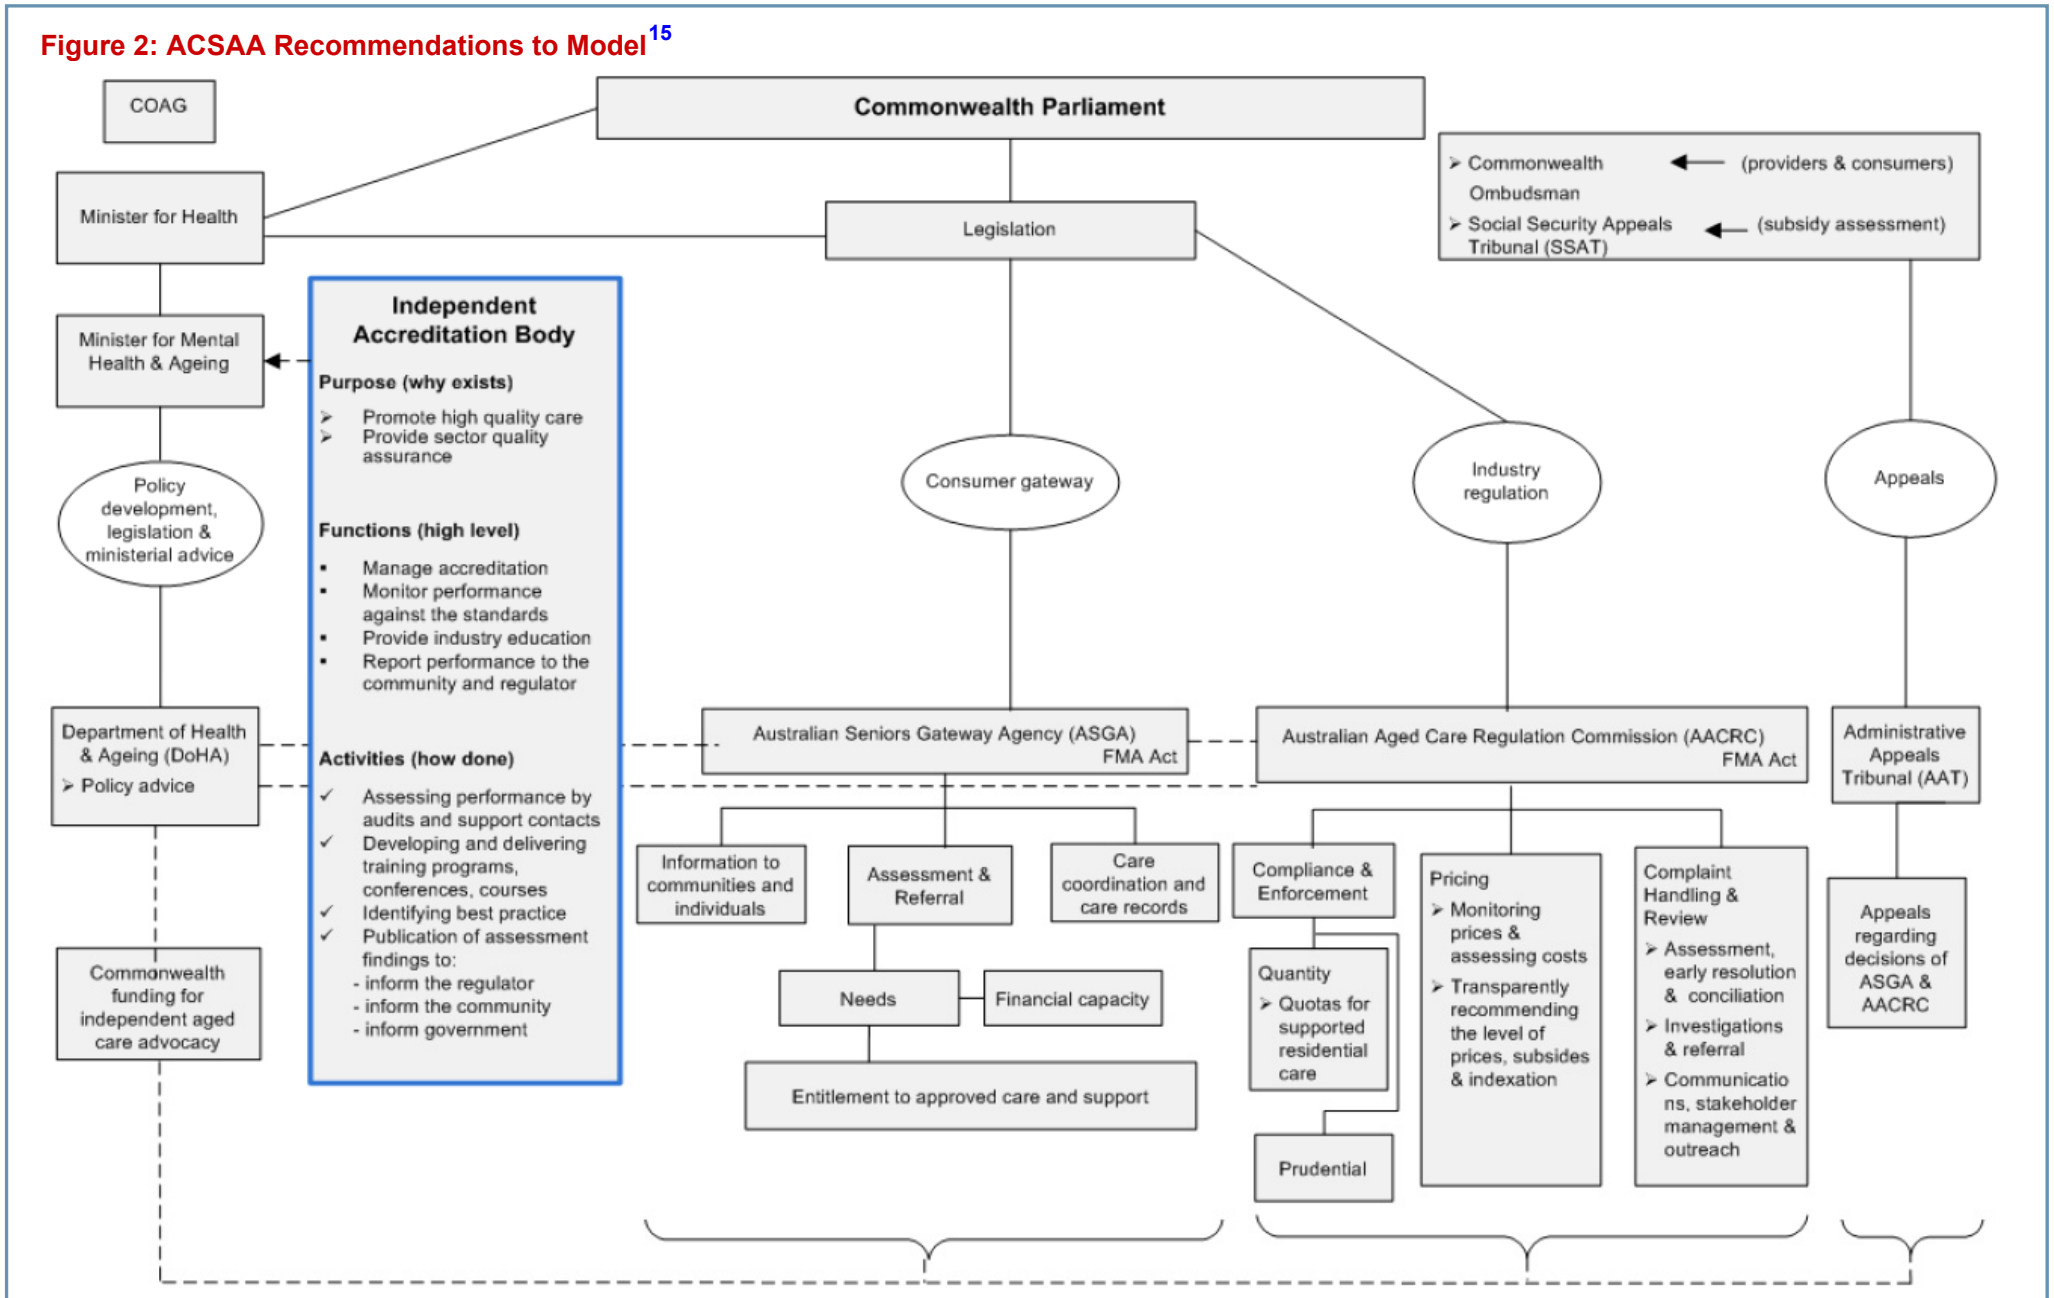 Figure 2: ACSAA Recommendations to Model15
COAG
Commonwealth Parliament
➢ Commonwealth (providers & consumers)
Ombudsman
➢ Social Security Appeals (subsidy assessment)
Tribunal (SSAT)
Minister for Health
Legislation
Minister for Mental
Health & Ageing
Independent
Accreditation Body
Purpose (why exists)
➢ Promote high quality care
➢ Provide sector quality
assurance
Functions (high level)
▪ Manage accreditation
▪ Monitor performance
against the standards
▪ Provide industry education
▪ Report performance to the
community and regulator
Activities (how done)
✓ Assessing performance by
audits and support contacts
✓ Developing and delivering
training programs,
conferences, courses
✓ Identifying best practice
✓ Publication of assessment
findings to:
- inform the regulator
- inform the community
- inform government
Policy
development,
legislation &
ministerial advice
Consumer gateway
Industry
regulation
Appeals
Department of Health
& Ageing (DoHA)
➢ Policy advice
Australian Seniors Gateway Agency (ASGA)
FMA Act
Australian Aged Care Regulation Commission (AACRC)
FMA Act
Administrative
Appeals
Tribunal (AAT)
Information to
communities and
individuals
Assessment &
Referral
Care
coordination and
care records
Compliance &
Enforcement
Pricing
➢ Monitoring
prices &
assessing costs
➢ Transparently
recommending
the level of
prices, subsides
& indexation
Complaint
Handling &
Review
➢ Assessment,
early resolution
& conciliation
➢ Investigations
& referral
➢ Communicatio
ns, stakeholder
management &
outreach
Appeals
regarding
decisions of
ASGA &
AACRC
Commonwealth
funding for
independent aged
care advocacy
Needs
Financial capacity
Quantity
➢ Quotas for
supported
residential
care
Entitlement to approved care and support
Prudential